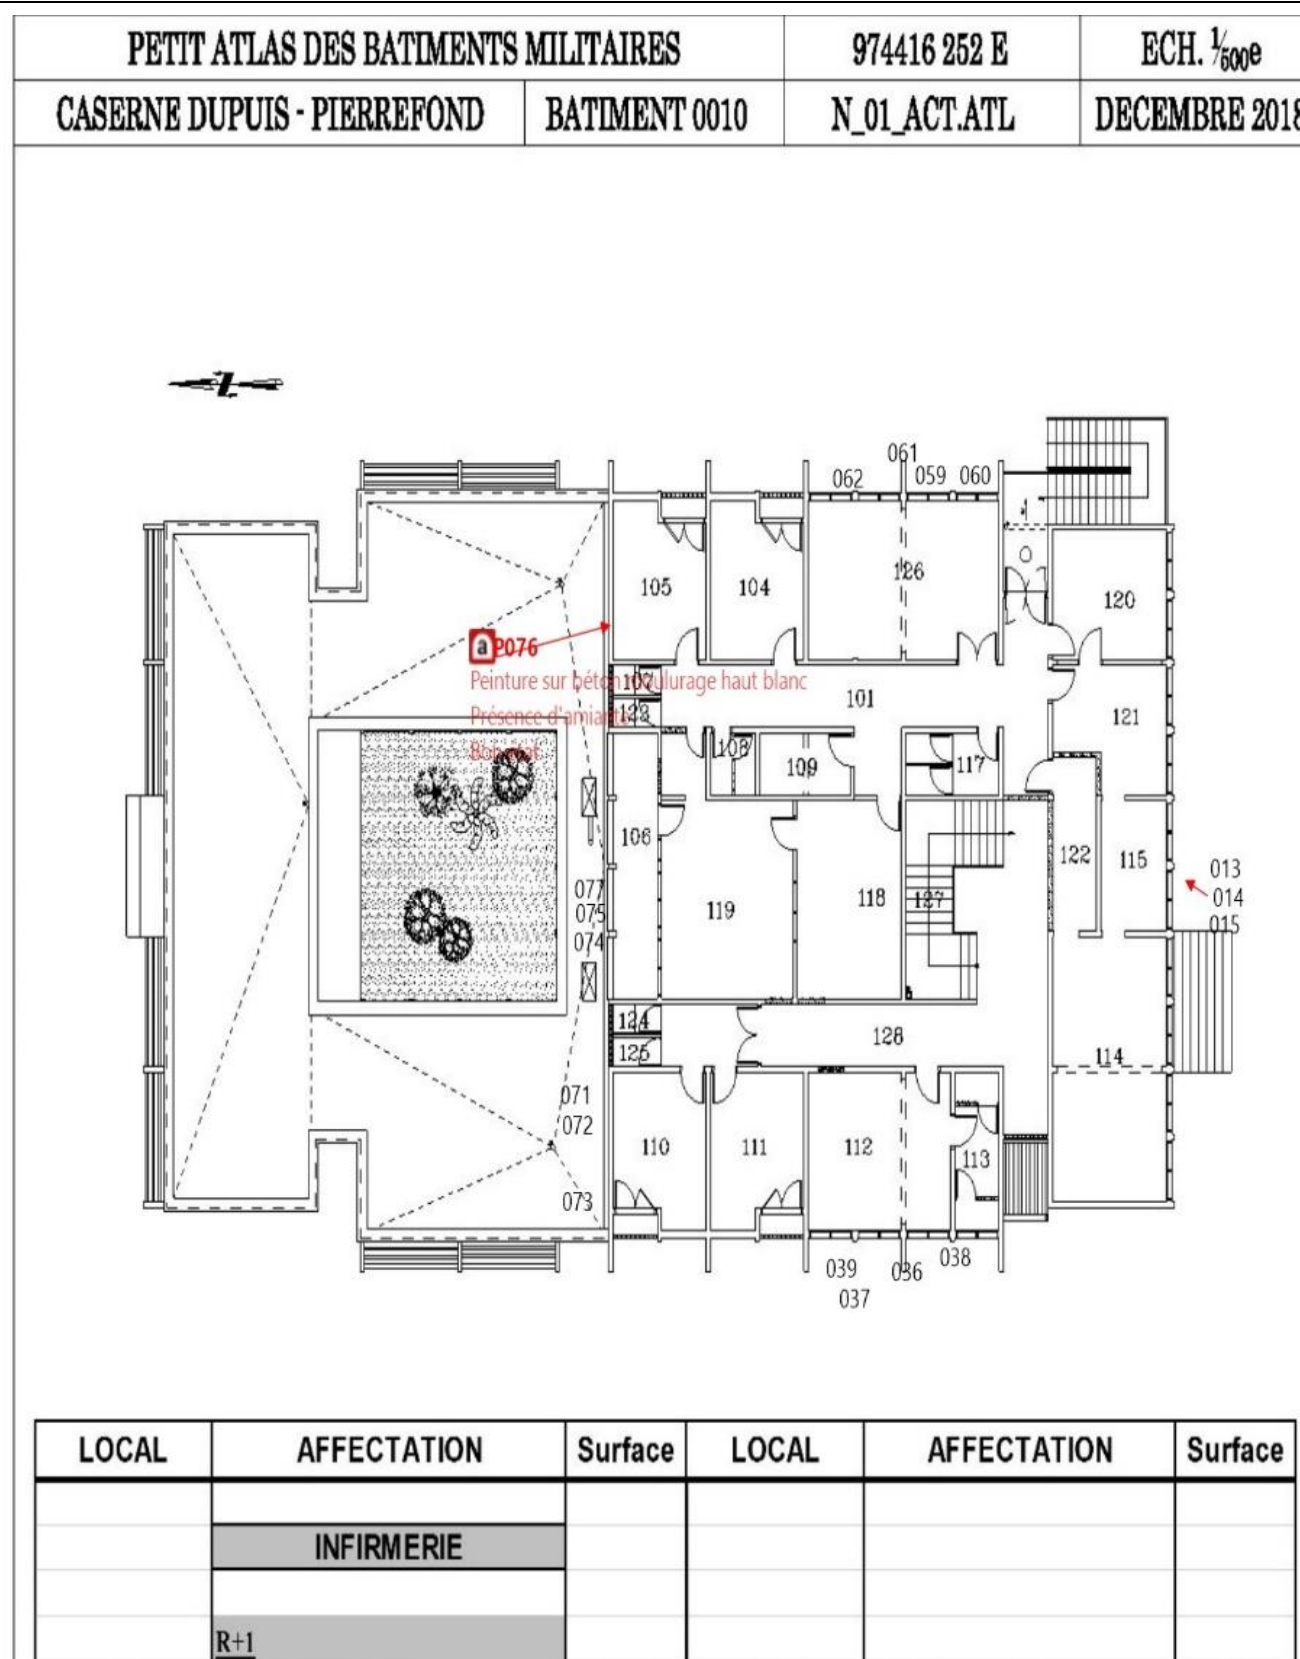 PETIT ATLAS DES BATIMENTS MILITAIRES
974416 252 E
ECH. 1/500e
CASERNE DUPUIS - PIERREFOND
BATIMENT 0010
N_01_ACT.ATL
DECEMBRE 2018
061
062
059
060
105
104
126
120
a P076
Peinture sur béton moulurage haut blanc
107
101
Présence d'amiante
123
121
Bon état
108
109
117
106
122
115
013
014
015
119
118
127
077
075
074
124
125
128
114
071
072
073
110
111
112
113
039
036
038
037
LOCAL
AFFECTATION
Surface
LOCAL
AFFECTATION
Surface
INFIRMERIE
R+1